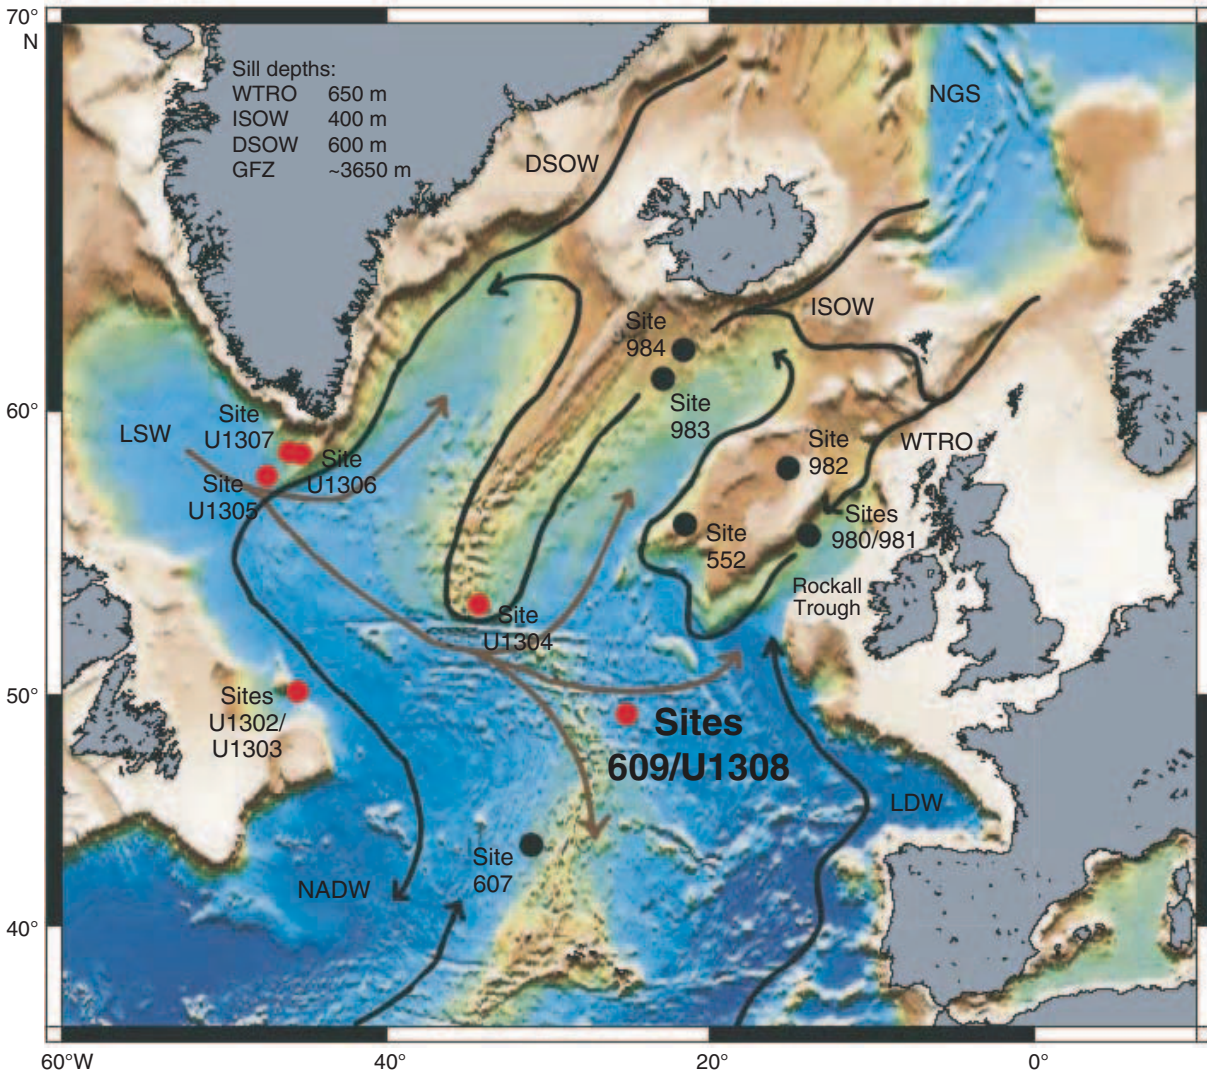 70°
N
Sill depths:
WTRO 650 m
ISOW 400 m
DSOW 600 m
GFZ ~3650 m
NGS
DSOW
ISOW
Site
984
Site
983
60°
LSW
Site
U1307
Site
U1306
Site
U1305
Site
982
WTRO
Sites
980/981
Site
552
Rockall
Trough
Site
U1304
50°
Sites
U1302/
U1303
Sites
609/U1308
LDW
Site
607
NADW
40°
60°W
40°
20°
0°